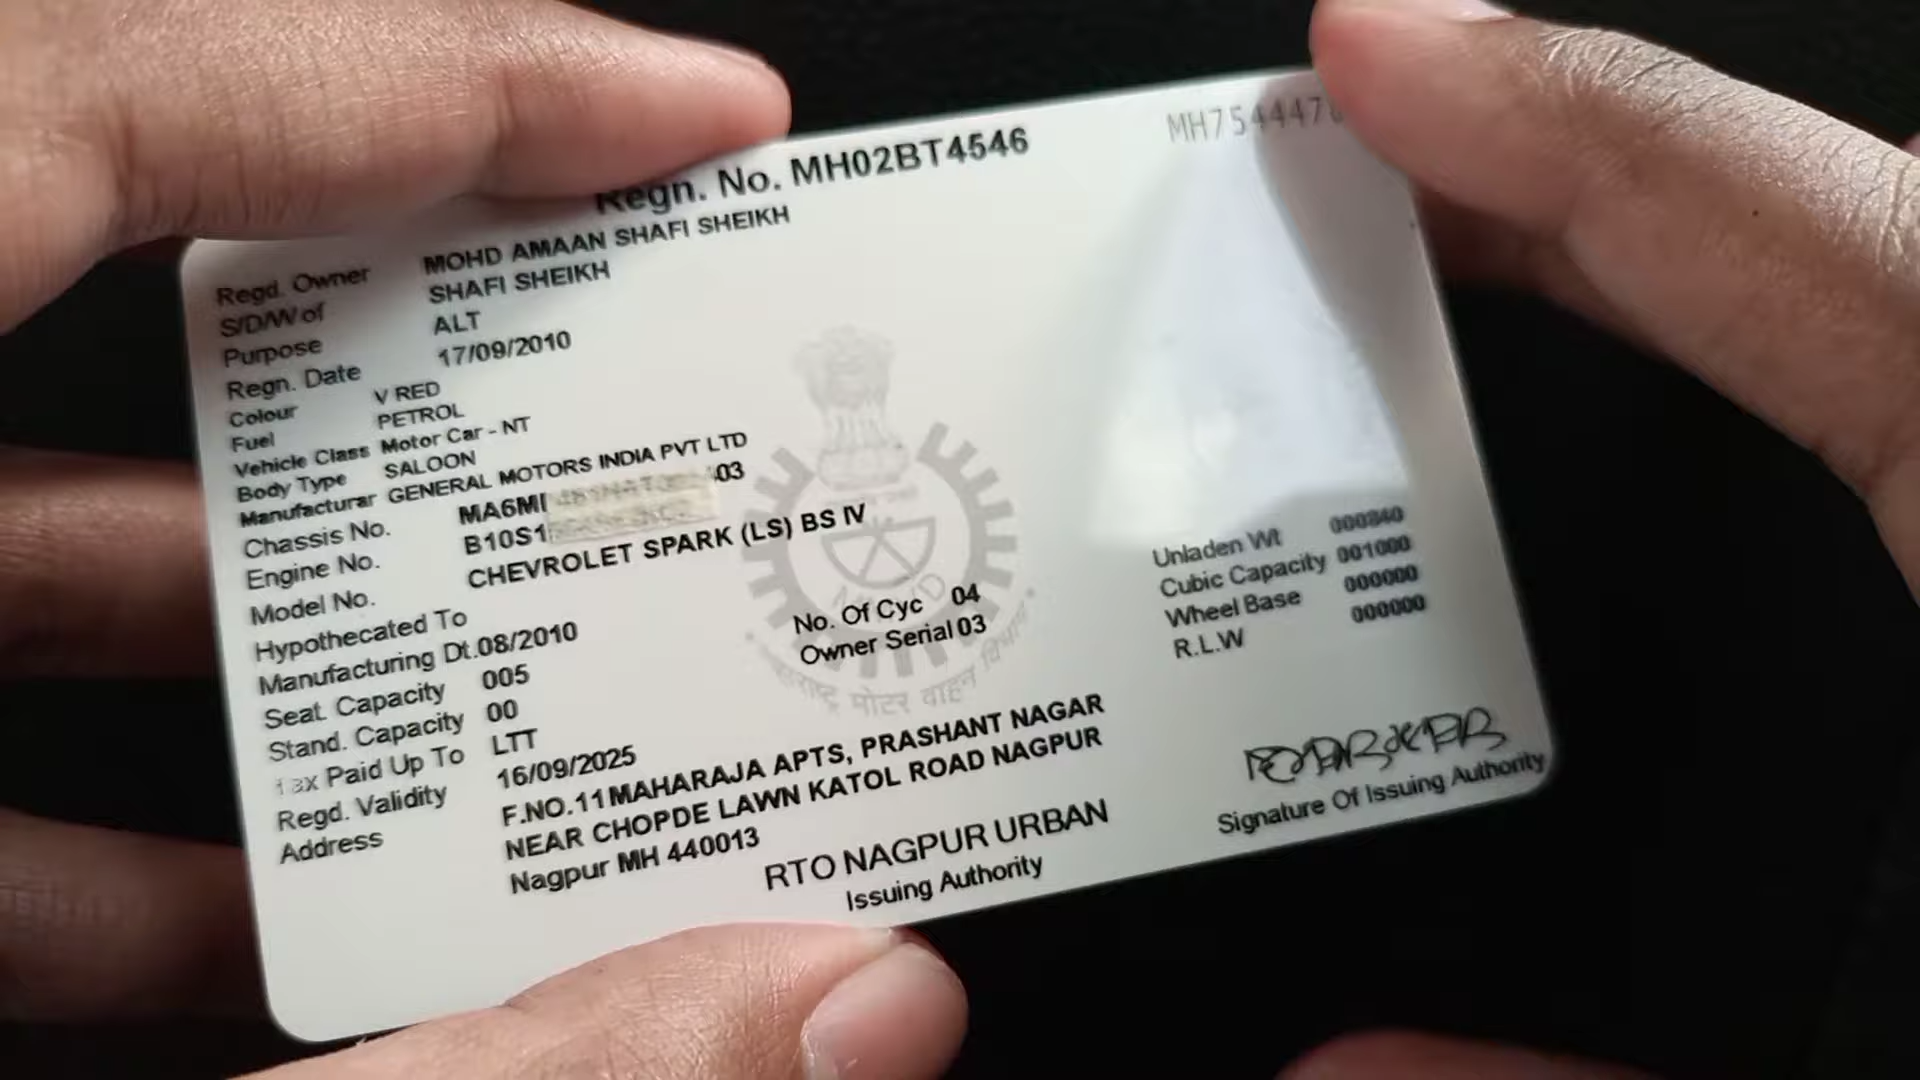 MH7544447
Regn. No. MH02BT4546
Regd. Owner MOHD AMAAN SHAFI SHEIKH
S/D/W of SHAFI SHEIKH
Purpose ALT
Regn. Date 17/09/2010
Colour V RED
Fuel PETROL
Vehicle Class Motor Car - NT
Body Type SALOON
Manufacturar GENERAL MOTORS INDIA PVT LTD
Chassis No. MA6M 03
Engine No. B10S1
Model No. CHEVROLET SPARK (LS) BS IV
Hypothecated To
Manufacturing Dt. 08/2010
Seat. Capacity 005
Stand. Capacity 00
Tax Paid Up To LTT
Regd. Validity 16/09/2025
Address F.NO.11 MAHARAJA APTS, PRASHANT NAGAR
NEAR CHOPDE LAWN KATOL ROAD NAGPUR
Nagpur MH 440013
No. Of Cyc 04
Owner Serial 03
Unladen Wt 000840
Cubic Capacity 001000
Wheel Base 000000
R.L.W 000000
मोटर वाहन विभाग
RTO NAGPUR URBAN
Issuing Authority
Signature Of Issuing Authority